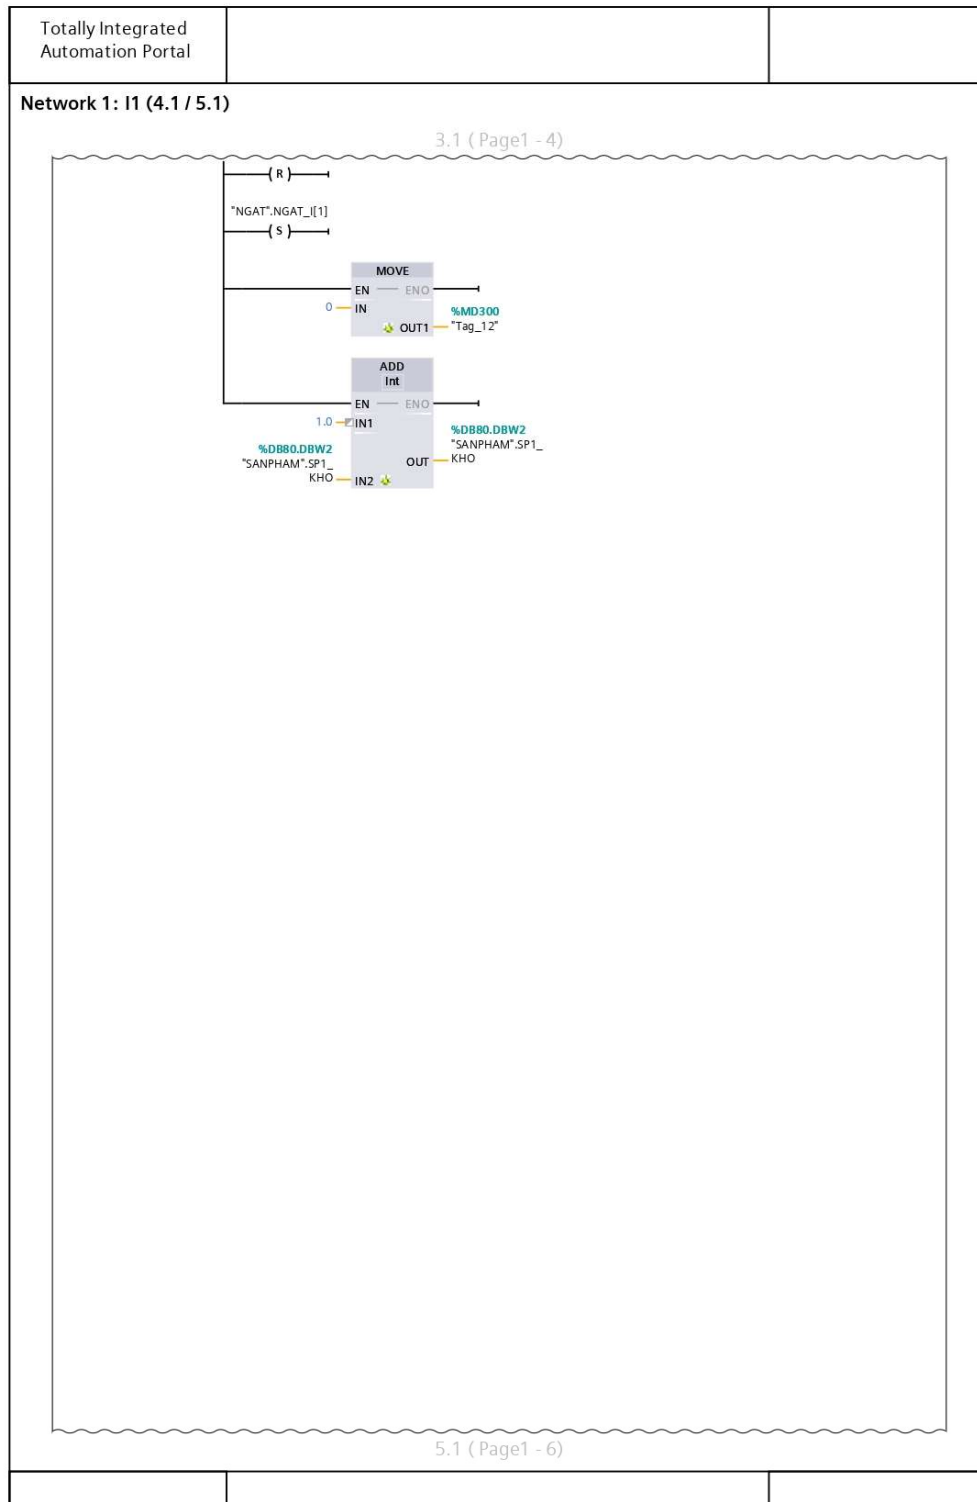 Totally Integrated
Automation Portal
Network 1: I1 (4.1 / 5.1)
3.1 ( Page1 - 4)
( R )
"NGAT".NGAT_I[1]
( S )
MOVE
EN ENO
0 IN
%MD300
OUT1 "Tag_12"
ADD
Int
EN ENO
1.0 IN1
%DB80.DBW2
"SANPHAM".SP1_
OUT KHO
%DB80.DBW2
"SANPHAM".SP1_
KHO IN2
5.1 ( Page1 - 6)